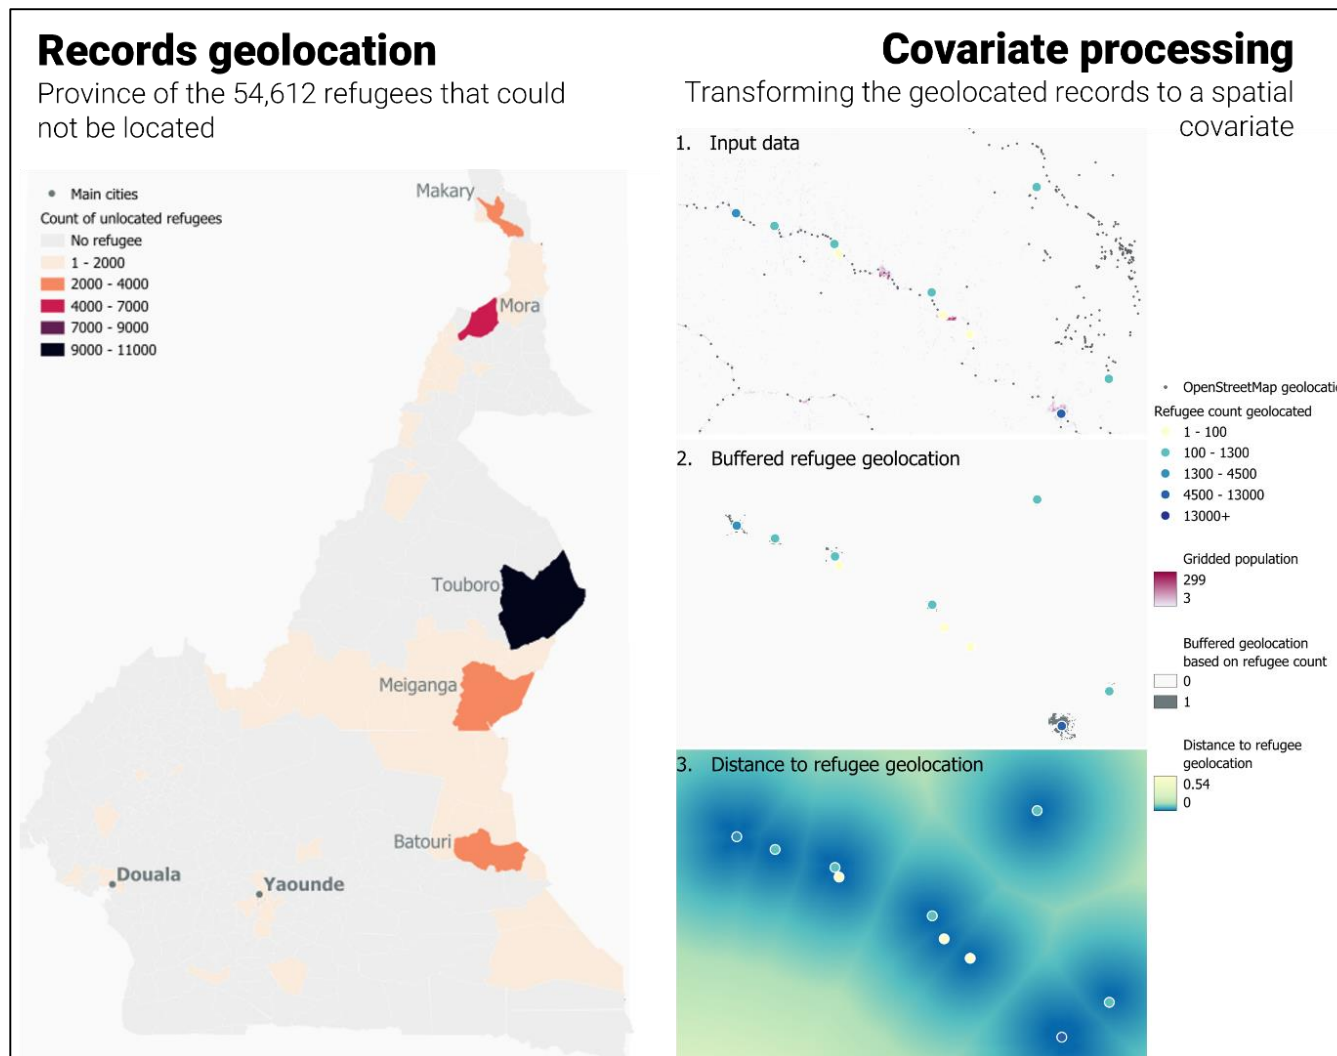 Records geolocation
Province of the 54,612 refugees that could
not be located
Main cities
Count of unlocated refugees
No refugee
1 - 2000
2000 - 4000
4000 - 7000
7000 - 9000
9000 - 11000
Makary
Mora
Touboro
Meiganga
Batouri
Douala
Yaounde
Covariate processing
Transforming the geolocated records to a spatial
covariate
1. Input data
2. Buffered refugee geolocation
3. Distance to refugee geolocation
OpenStreetMap geolocatio
Refugee count geolocated
1 - 100
100 - 1300
1300 - 4500
4500 - 13000
13000+
Gridded population
299
3
Buffered geolocation
based on refugee count
0
1
Distance to refugee
geolocation
0.54
0